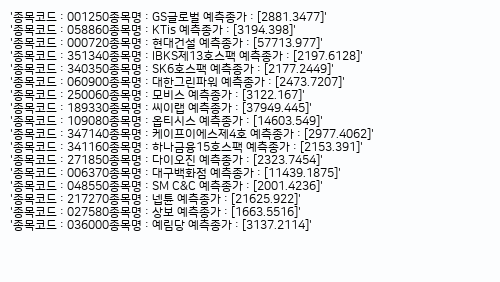 '종목코드 : 001250종목명 : GS글로벌 예측종가 : [2881.3477]'
'종목코드 : 058860종목명 : KTis 예측종가 : [3194.398]'
'종목코드 : 000720종목명 : 현대건설 예측종가 : [57713.977]'
'종목코드 : 351340종목명 : IBKS제13호스팩 예측종가 : [2197.6128]'
'종목코드 : 340350종목명 : SK6호스팩 예측종가 : [2177.2449]'
'종목코드 : 060900종목명 : 대한그린파워 예측종가 : [2473.7207]'
'종목코드 : 250060종목명 : 모비스 예측종가 : [3122.167]'
'종목코드 : 189330종목명 : 씨이랩 예측종가 : [37949.445]'
'종목코드 : 109080종목명 : 옵티시스 예측종가 : [14603.549]'
'종목코드 : 347140종목명 : 케이프이에스제4호 예측종가 : [2977.4062]'
'종목코드 : 341160종목명 : 하나금융15호스팩 예측종가 : [2153.391]'
'종목코드 : 271850종목명 : 다이오진 예측종가 : [2323.7454]'
'종목코드 : 006370종목명 : 대구백화점 예측종가 : [11439.1875]'
'종목코드 : 048550종목명 : SM C&C 예측종가 : [2001.4236]'
'종목코드 : 217270종목명 : 넵튠 예측종가 : [21625.922]'
'종목코드 : 027580종목명 : 상보 예측종가 : [1663.5516]'
'종목코드 : 036000종목명 : 예림당 예측종가 : [3137.2114]'